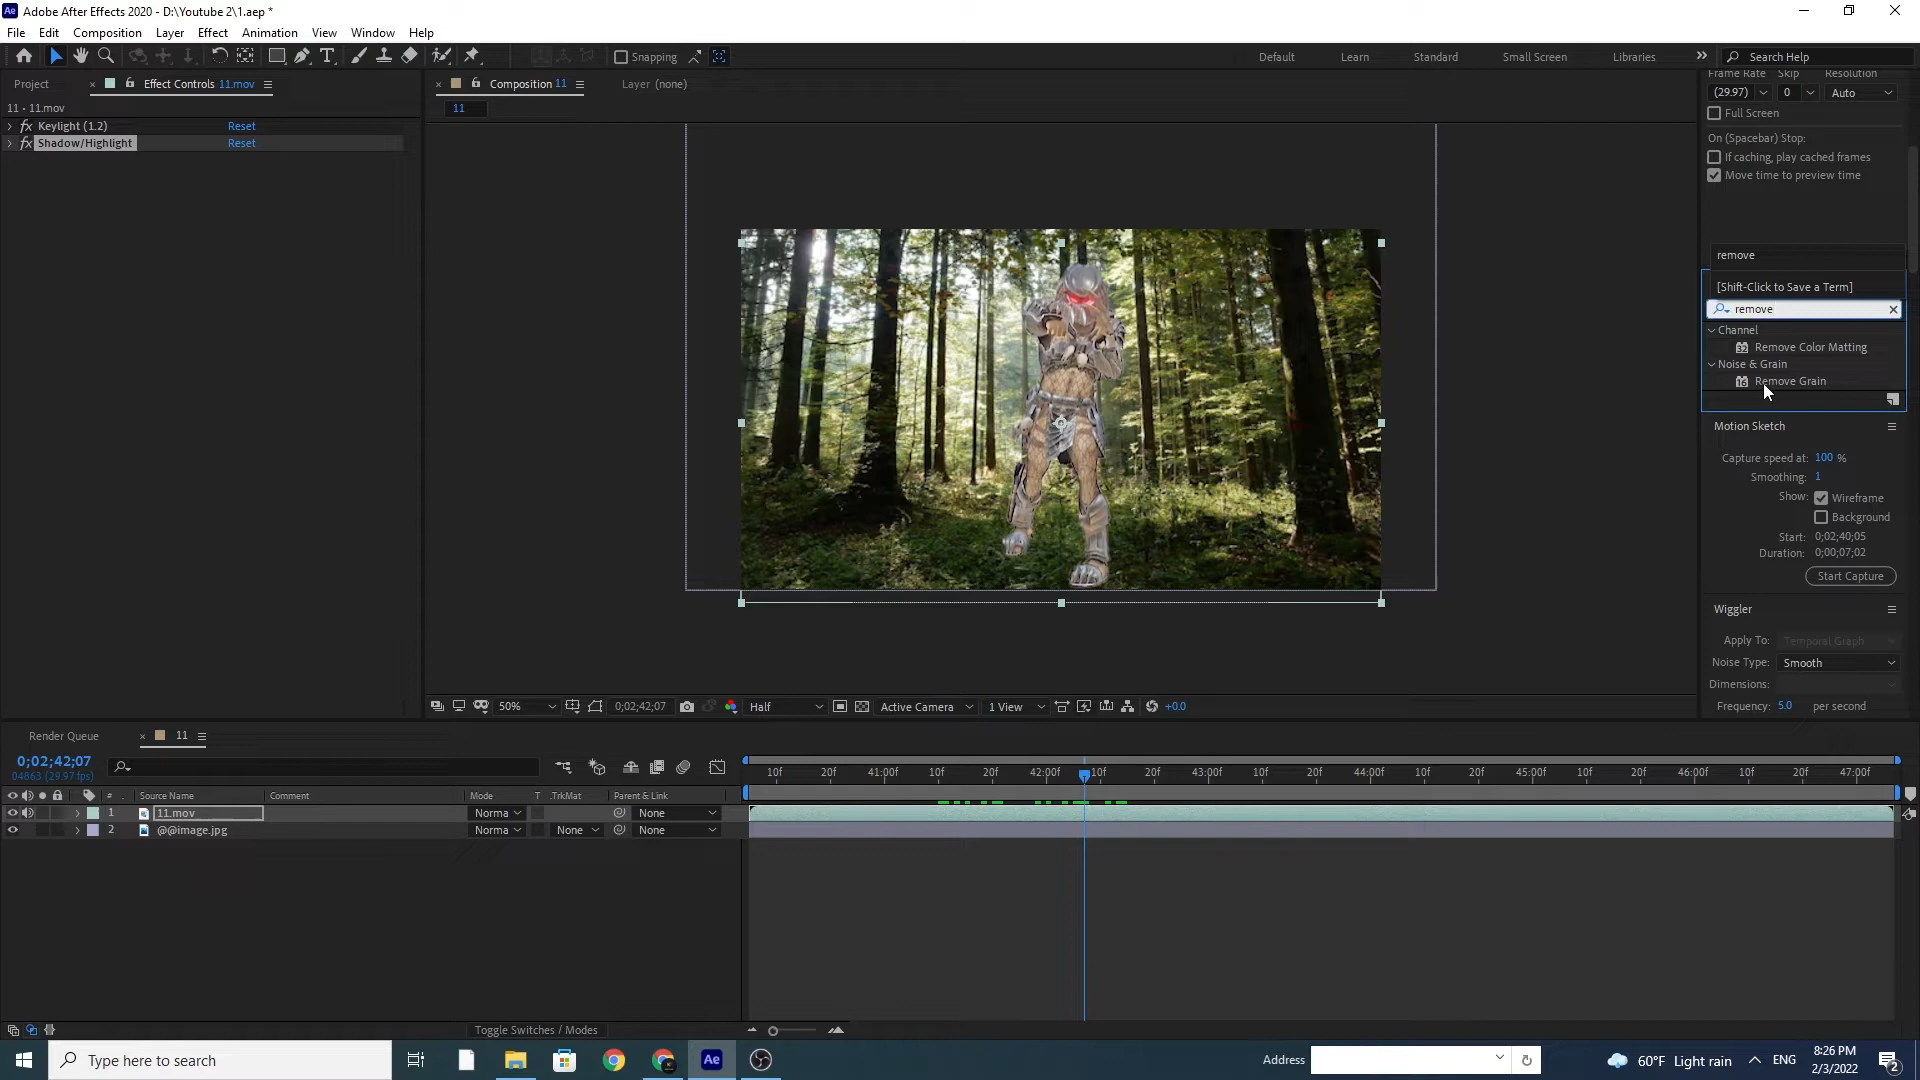 Adobe After Effects 2020 - D:\Youtube 2\1.aep *
File Edit Composition Layer Effect Animation View Window Help
Snapping
Default Learn Standard Small Screen Libraries Search Help
Project Effect Controls 11.mov
11 • 11.mov
fx Keylight (1.2) Reset
fx Shadow/Highlight Reset
Composition 11 Layer (none)
11
Frame Rate Skip Resolution
(29.97) 0 Auto
Full Screen
On (Spacebar) Stop:
If caching, play cached frames
Move time to preview time
remove
[Shift-Click to Save a Term]
remove
Channel
32 Remove Color Matting
Noise & Grain
16 Remove Grain
Motion Sketch
Capture speed at: 100 %
Smoothing: 1
Show: Wireframe
Background
Start: 0;02;40;05
Duration: 0;00;07;02
Start Capture
Wiggler
Apply To: Temporal Graph
Noise Type: Smooth
Dimensions:
Frequency: 5.0 per second
50% 0;02;42;07 Half Active Camera 1 View +0.0
Render Queue 11
0;02;42;07
04863 (29.97 fps)
10f 20f 41:00f 10f 20f 42:00f 10f 20f 43:00f 10f 20f 44:00f 10f 20f 45:00f 10f 20f 46:00f 10f 20f 47:00f
# Source Name Comment Mode T .TrkMat Parent & Link
1 11.mov Norma None
2 @@image.jpg Norma None None
Toggle Switches / Modes
Type here to search
Ae
Address
60°F Light rain ENG
8:26 PM
2/3/2022
2